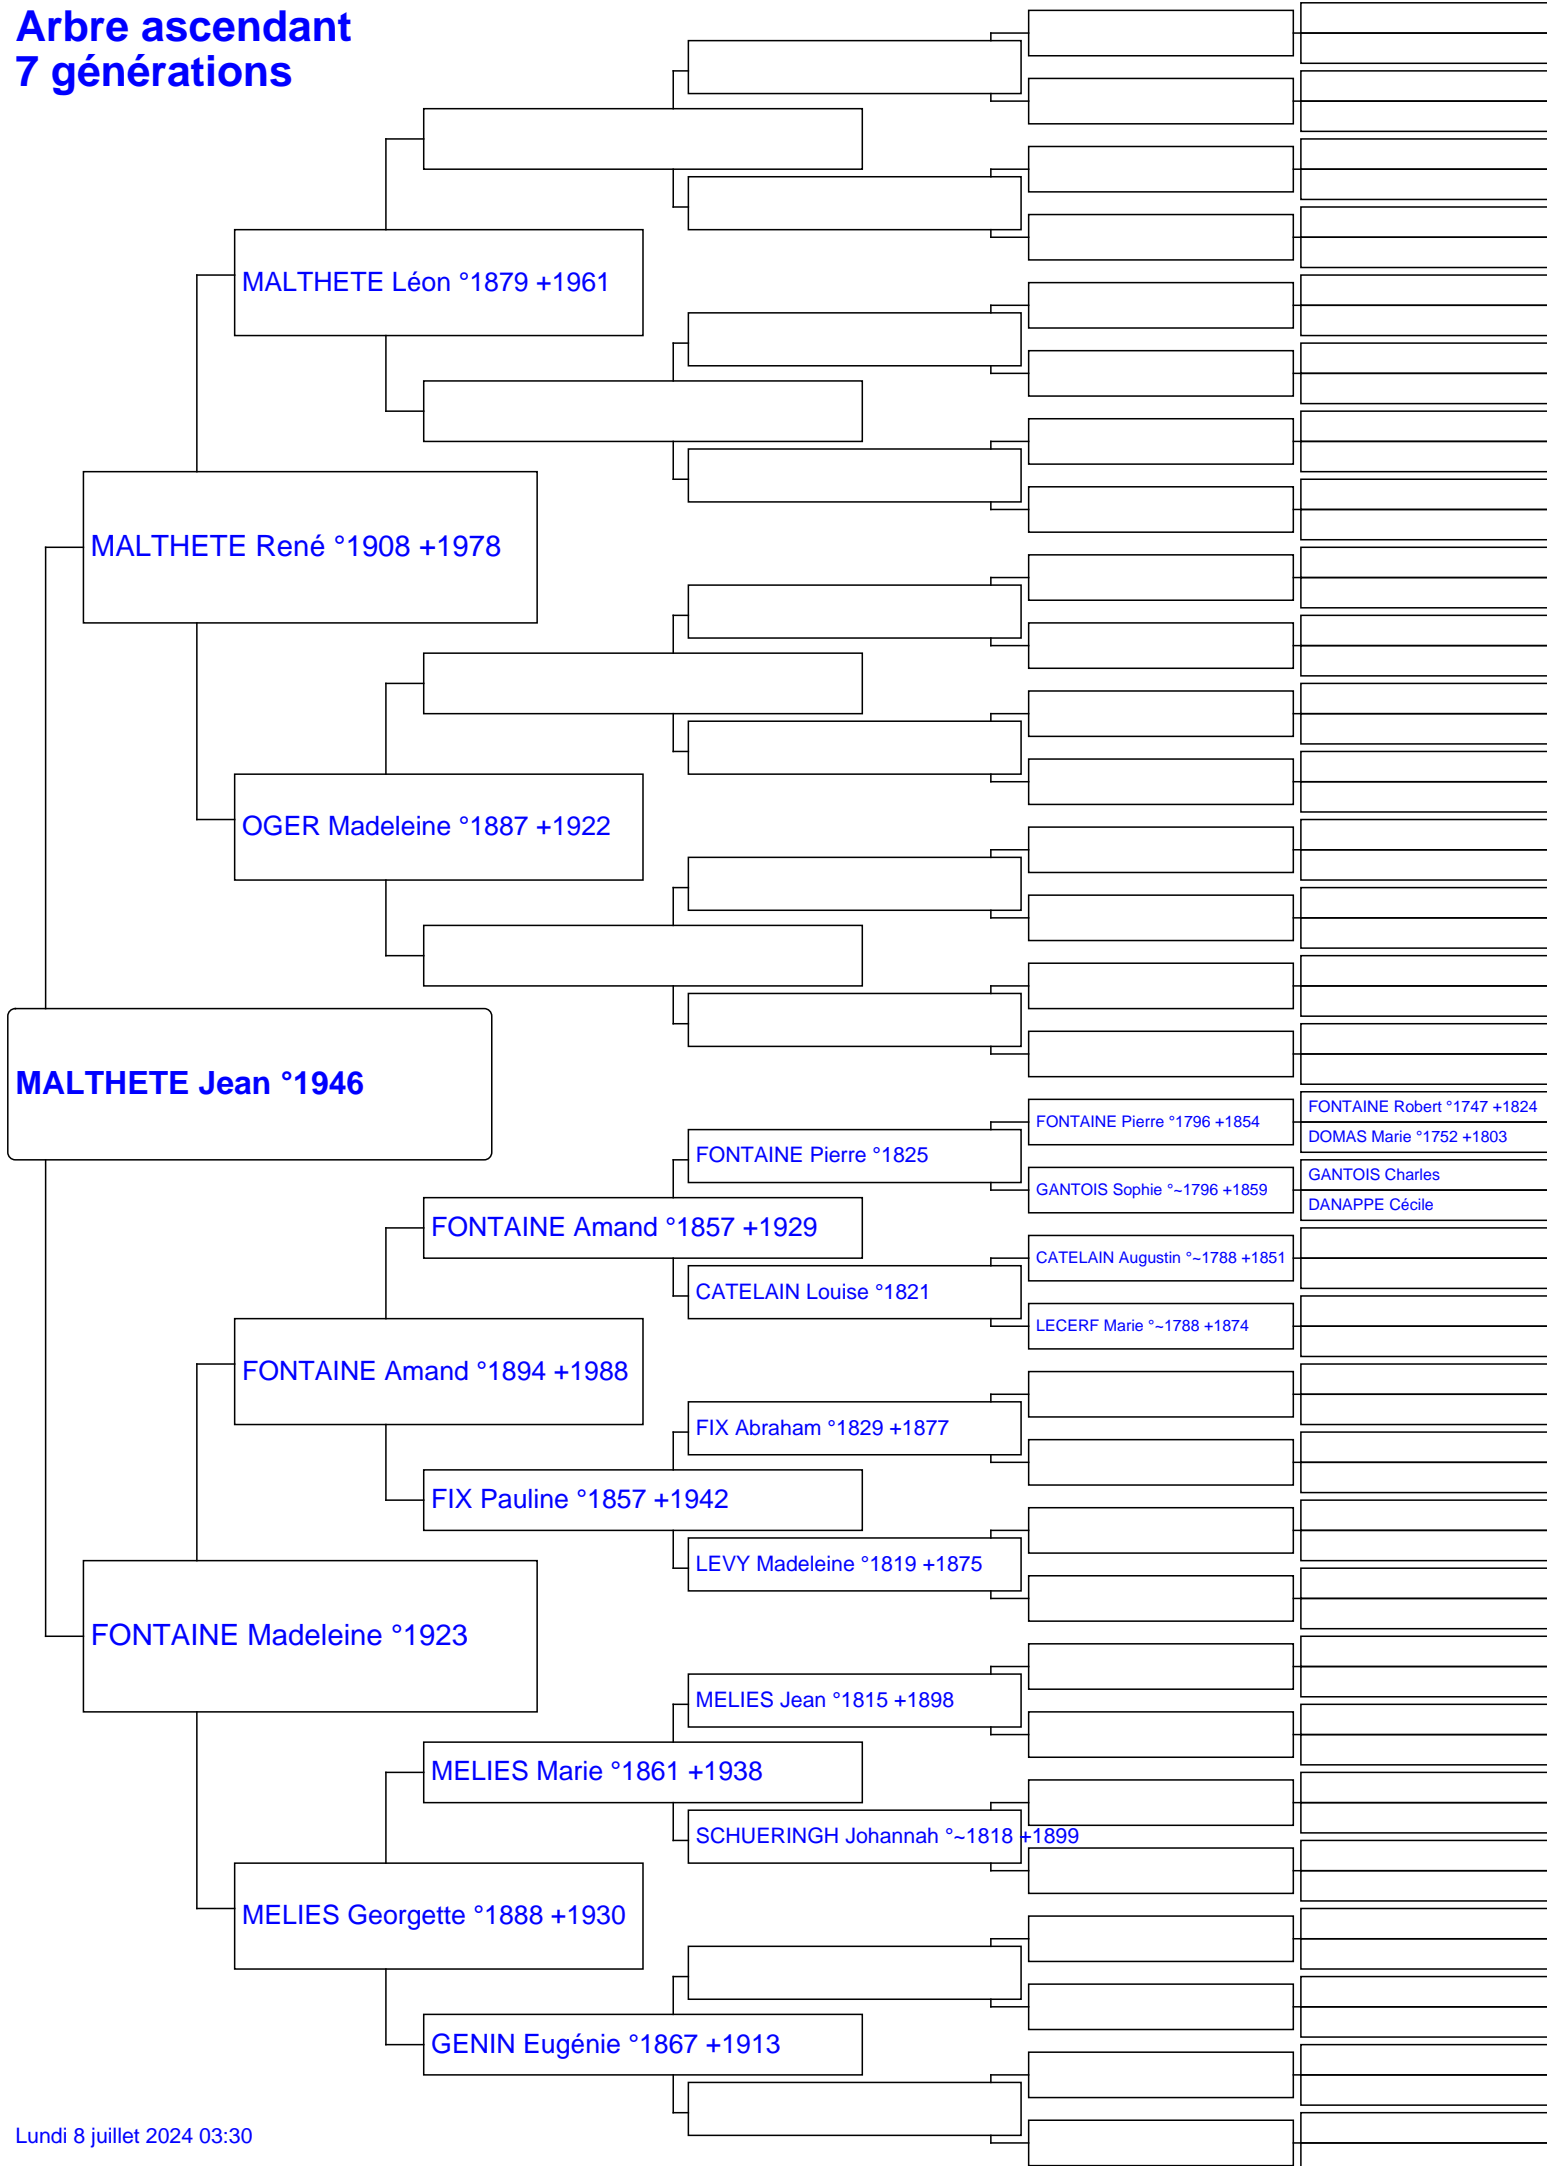 Arbre ascendant
7 générations
MALTHETE Léon °1879 +1961
MALTHETE René °1908 +1978
OGER Madeleine °1887 +1922
MALTHETE Jean °1946
FONTAINE Robert °1747 +1824
FONTAINE Pierre °1796 +1854
DOMAS Marie °1752 +1803
FONTAINE Pierre °1825
GANTOIS Charles
GANTOIS Sophie °~1796 +1859
DANAPPE Cécile
FONTAINE Amand °1857 +1929
CATELAIN Augustin °~1788 +1851
CATELAIN Louise °1821
LECERF Marie °~1788 +1874
FONTAINE Amand °1894 +1988
FIX Abraham °1829 +1877
FIX Pauline °1857 +1942
LEVY Madeleine °1819 +1875
FONTAINE Madeleine °1923
MELIES Jean °1815 +1898
MELIES Marie °1861 +1938
SCHUERINGH Johannah °~1818 +1899
MELIES Georgette °1888 +1930
GENIN Eugénie °1867 +1913
Lundi 8 juillet 2024 03:30